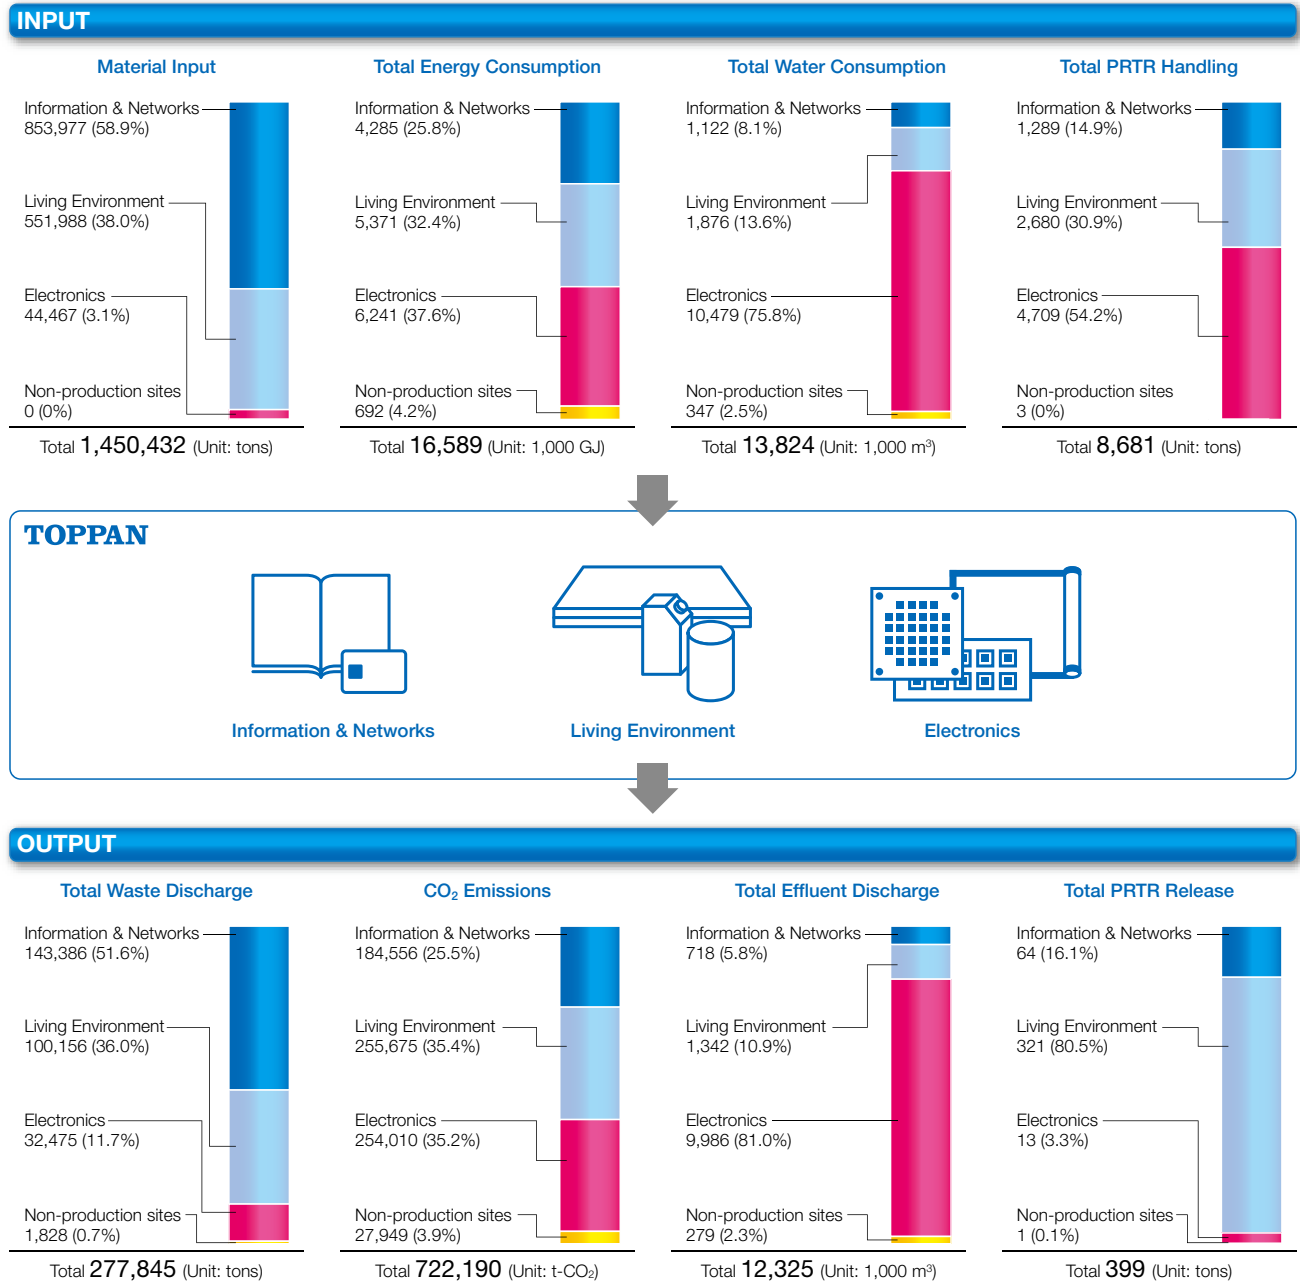 INPUT
Material Input
Information & Networks
853,977 (58.9%)
Living Environment
551,988 (38.0%)
Electronics
44,467 (3.1%)
Non-production sites
0 (0%)
Total 1,450,432 (Unit: tons)
Total Energy Consumption
Information & Networks
4,285 (25.8%)
Living Environment
5,371 (32.4%)
Electronics
6,241 (37.6%)
Non-production sites
692 (4.2%)
Total 16,589 (Unit: 1,000 GJ)
Total Water Consumption
Information & Networks
1,122 (8.1%)
Living Environment
1,876 (13.6%)
Electronics
10,479 (75.8%)
Non-production sites
347 (2.5%)
Total 13,824 (Unit: 1,000 m³)
Total PRTR Handling
Information & Networks
1,289 (14.9%)
Living Environment
2,680 (30.9%)
Electronics
4,709 (54.2%)
Non-production sites
3 (0%)
Total 8,681 (Unit: tons)
TOPPAN
Information & Networks
Living Environment
Electronics
OUTPUT
Total Waste Discharge
Information & Networks
143,386 (51.6%)
Living Environment
100,156 (36.0%)
Electronics
32,475 (11.7%)
Non-production sites
1,828 (0.7%)
Total 277,845 (Unit: tons)
CO₂ Emissions
Information & Networks
184,556 (25.5%)
Living Environment
255,675 (35.4%)
Electronics
254,010 (35.2%)
Non-production sites
27,949 (3.9%)
Total 722,190 (Unit: t-CO₂)
Total Effluent Discharge
Information & Networks
718 (5.8%)
Living Environment
1,342 (10.9%)
Electronics
9,986 (81.0%)
Non-production sites
279 (2.3%)
Total 12,325 (Unit: 1,000 m³)
Total PRTR Release
Information & Networks
64 (16.1%)
Living Environment
321 (80.5%)
Electronics
13 (3.3%)
Non-production sites
1 (0.1%)
Total 399 (Unit: tons)